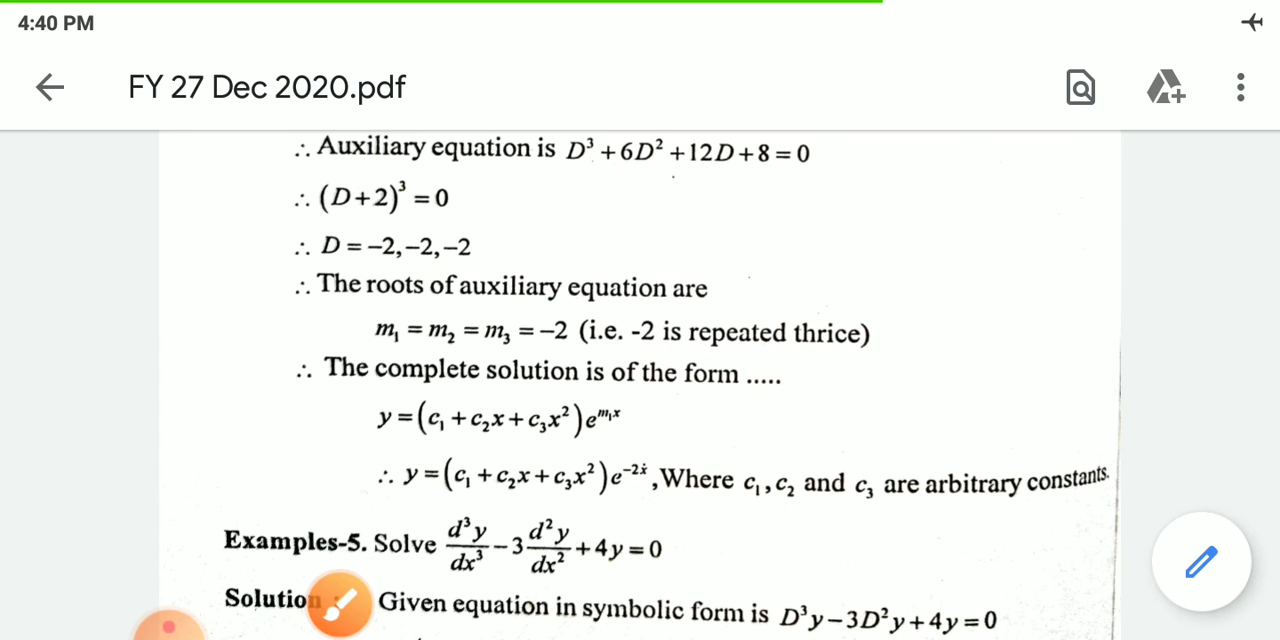 4:40 PM
FY 27 Dec 2020.pdf
∴ Auxiliary equation is D³ + 6D² + 12D + 8 = 0
∴ (D+2)³ = 0
∴ D = −2, −2, −2
∴ The roots of auxiliary equation are
m₁ = m₂ = m₃ = −2 (i.e. -2 is repeated thrice)
∴ The complete solution is of the form .....
y = (c₁ + c₂x + c₃x²)e^{m₁x}
∴ y = (c₁ + c₂x + c₃x²)e^{−2x}, Where c₁, c₂ and c₃ are arbitrary constants.
Examples-5. Solve d³y/dx³ − 3 d²y/dx² + 4y = 0
Solution Given equation in symbolic form is D³y − 3D²y + 4y = 0